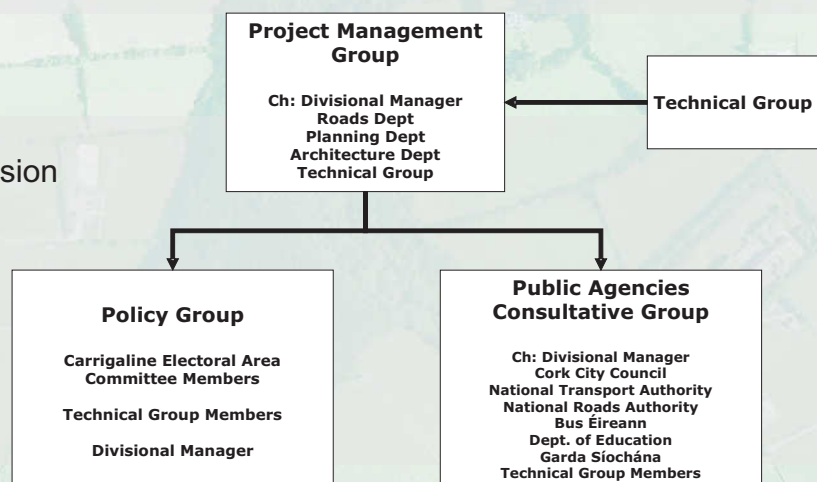 Project Management
Group
Ch: Divisional Manager
Roads Dept
Planning Dept
Architecture Dept
Technical Group
Technical Group
sion
Policy Group
Carrigaline Electoral Area
Committee Members
Technical Group Members
Divisional Manager
Public Agencies
Consultative Group
Ch: Divisional Manager
Cork City Council
National Transport Authority
National Roads Authority
Bus Éireann
Dept. of Education
Garda Síochána
Technical Group Members